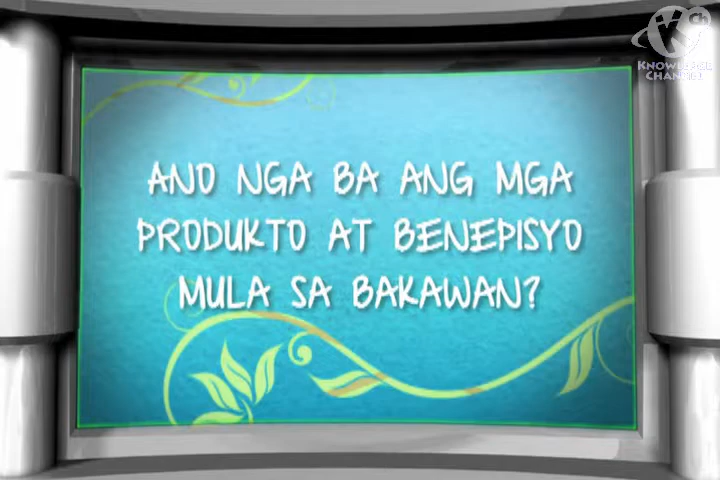 Knowledge
Channel
ANO NGA BA ANG MGA
PRODUKTO AT BENEPISYO
MULA SA BAKAWAN?